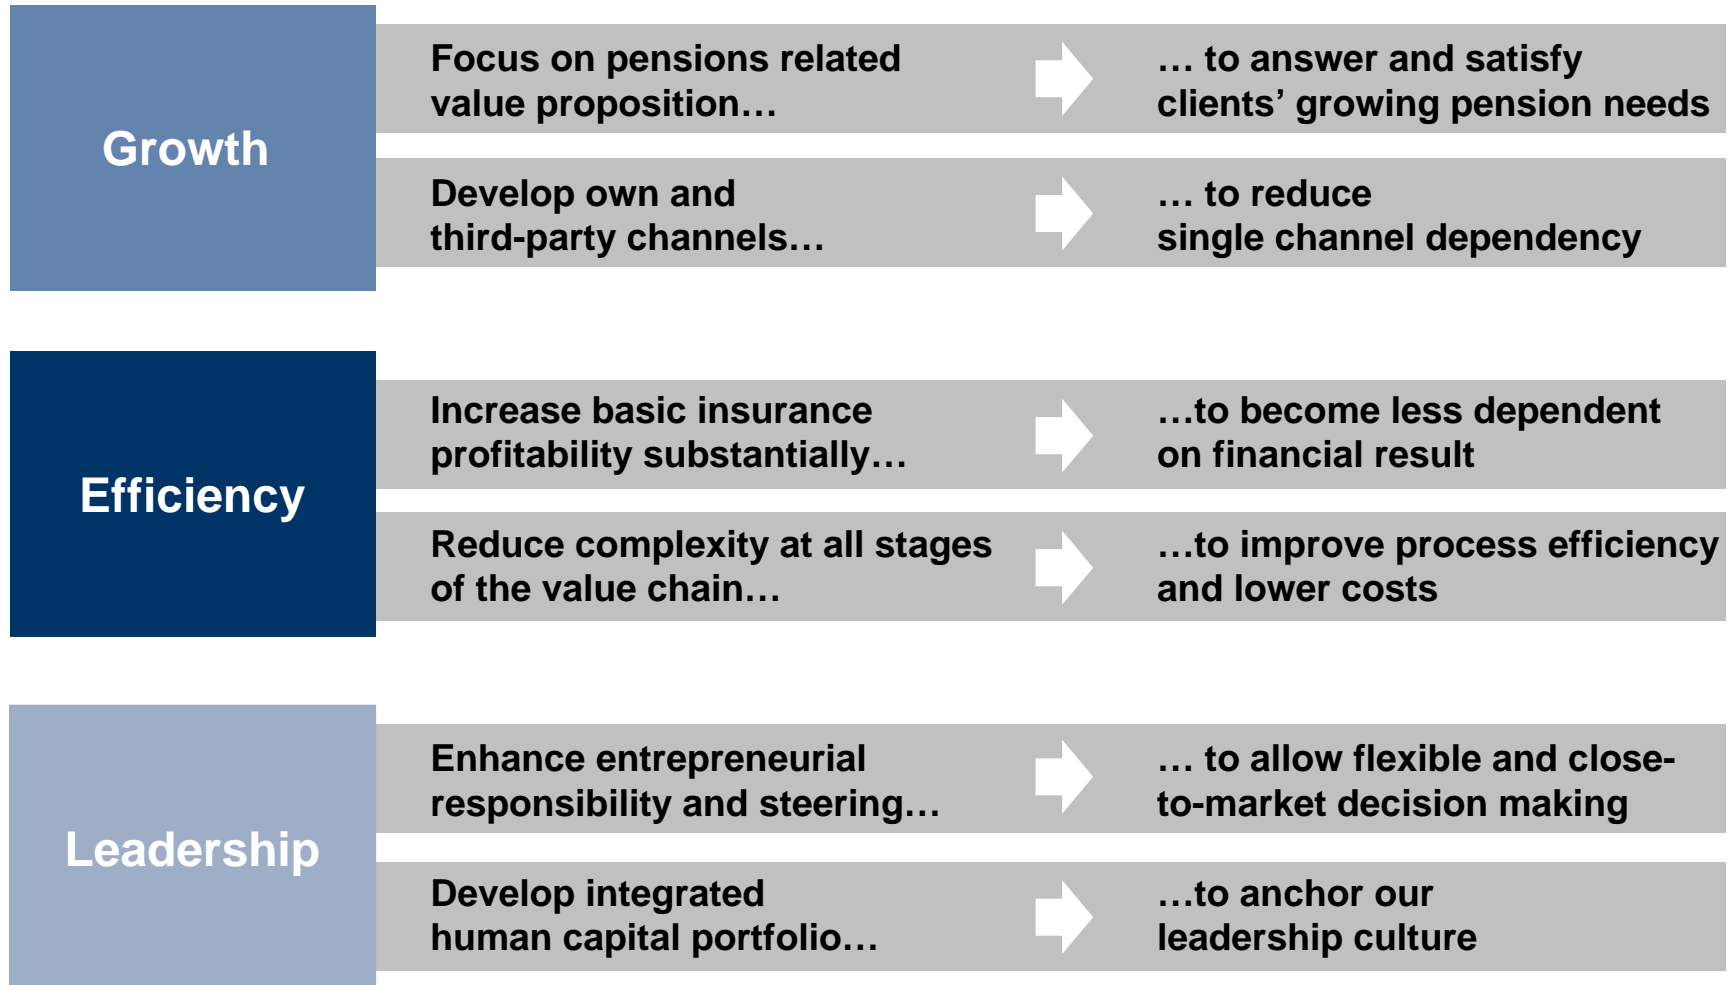 Growth
Focus on pensions related
value proposition…
… to answer and satisfy
clients’ growing pension needs
Develop own and
third-party channels…
… to reduce
single channel dependency
Efficiency
Increase basic insurance
profitability substantially…
…to become less dependent
on financial result
Reduce complexity at all stages
of the value chain…
…to improve process efficiency
and lower costs
Leadership
Enhance entrepreneurial
responsibility and steering…
… to allow flexible and close-
to-market decision making
Develop integrated
human capital portfolio…
…to anchor our
leadership culture